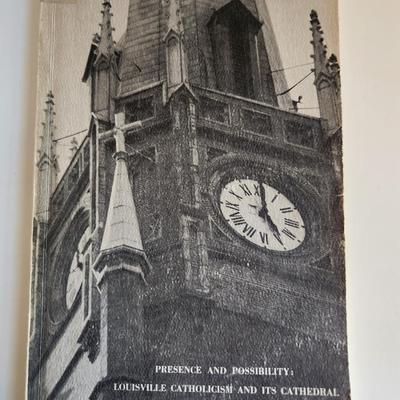 PRESENCE AND POSSIBILITY:
LOUISVILLE CATHOLICISM AND ITS CATHEDRAL